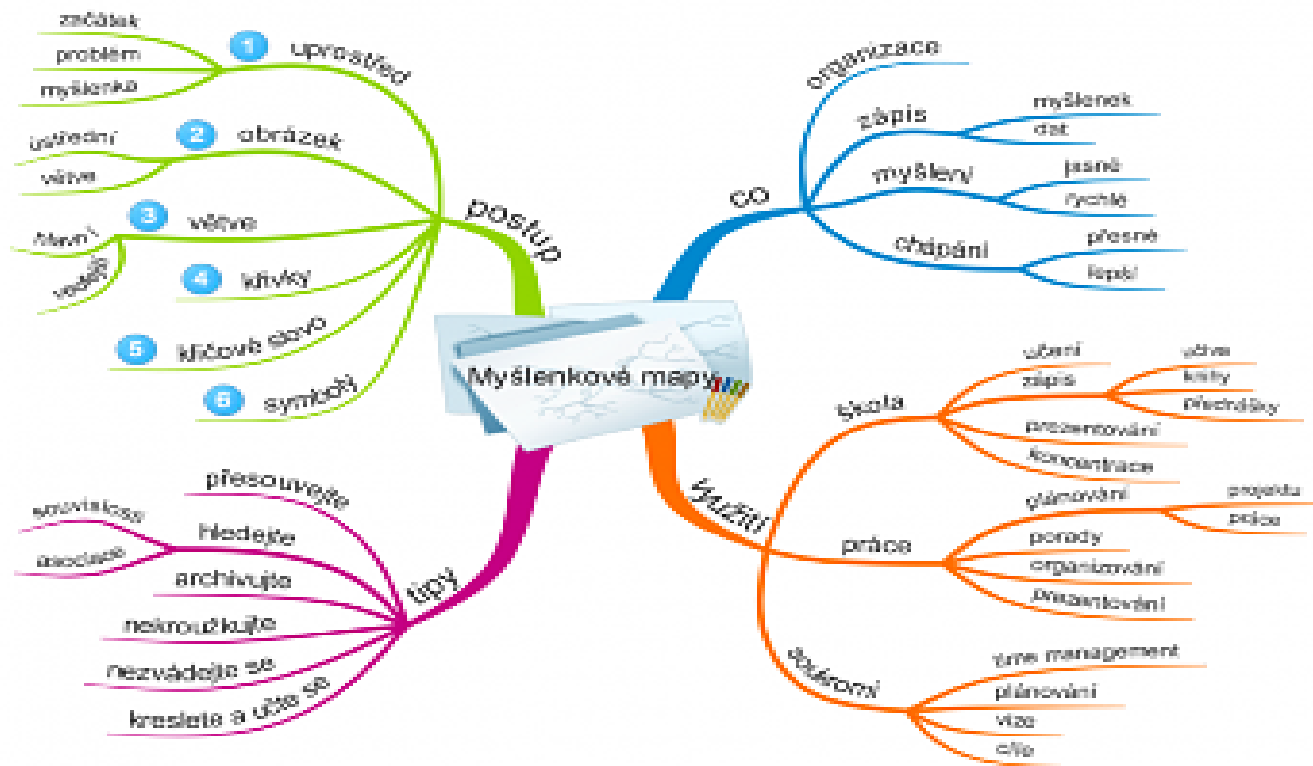 Myšlenkové mapy
postup
1 uprostřed
začátek
problém
myšlenka
2 obrázek
ústřední
větve
3 větve
hlavní
vedlejší
4 křivky
5 klíčové slovo
6 symboly
co
organizace
zápis
myšlenek
dat
myšlení
jasné
rychlé
chápání
přesné
lepší
využití
škola
učení
zápis
učiva
knihy
přednášky
prezentování
koncentrace
práce
plánování
projektu
práce
porady
organizování
prezentování
soukromí
time management
plánování
vize
cíle
tipy
přesouvejte
hledejte
souvislosti
asociace
archivujte
nekroužkujte
kreslete a učte se